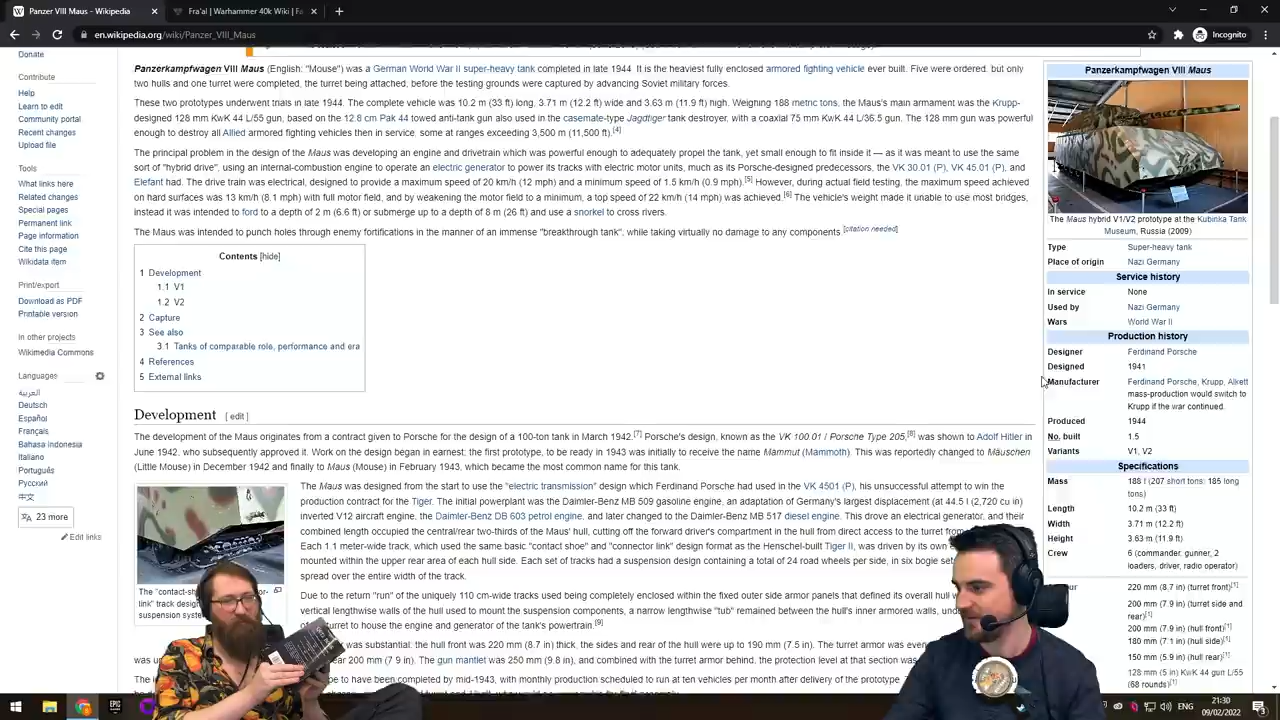 Panzer VIII Maus - Wikipedia
Fra'al | Warhammer 40k Wiki | Fa
en.wikipedia.org/wiki/Panzer_VIII_Maus
Incognito
Donate
Contribute
Help
Learn to edit
Community portal
Recent changes
Upload file
Tools
What links here
Related changes
Special pages
Permanent link
Page information
Cite this page
Wikidata item
Print/export
Download as PDF
Printable version
In other projects
Wikimedia Commons
Languages
العربية
Deutsch
Español
Français
Bahasa Indonesia
Italiano
Português
Русский
中文
23 more
Edit links
Panzerkampfwagen VIII Maus (English: "Mouse") was a German World War II super-heavy tank completed in late 1944. It is the heaviest fully enclosed armored fighting vehicle ever built. Five were ordered, but only
two hulls and one turret were completed, the turret being attached, before the testing grounds were captured by advancing Soviet military forces.
These two prototypes underwent trials in late 1944. The complete vehicle was 10.2 m (33 ft) long, 3.71 m (12.2 ft) wide and 3.63 m (11.9 ft) high. Weighing 188 metric tons, the Maus's main armament was the Krupp-
designed 128 mm KwK 44 L/55 gun, based on the 12.8 cm Pak 44 towed anti-tank gun also used in the casemate-type Jagdtiger tank destroyer, with a coaxial 75 mm KwK 44 L/36.5 gun. The 128 mm gun was powerful
enough to destroy all Allied armored fighting vehicles then in service, some at ranges exceeding 3,500 m (11,500 ft).[4]
The principal problem in the design of the Maus was developing an engine and drivetrain which was powerful enough to adequately propel the tank, yet small enough to fit inside it — as it was meant to use the same
sort of "hybrid drive", using an internal-combustion engine to operate an electric generator to power its tracks with electric motor units, much as its Porsche-designed predecessors, the VK 30.01 (P), VK 45.01 (P), and
Elefant had. The drive train was electrical, designed to provide a maximum speed of 20 km/h (12 mph) and a minimum speed of 1.5 km/h (0.9 mph).[5] However, during actual field testing, the maximum speed achieved
on hard surfaces was 13 km/h (8.1 mph) with full motor field, and by weakening the motor field to a minimum, a top speed of 22 km/h (14 mph) was achieved.[6] The vehicle's weight made it unable to use most bridges,
instead it was intended to ford to a depth of 2 m (6.6 ft) or submerge up to a depth of 8 m (26 ft) and use a snorkel to cross rivers.
The Maus was intended to punch holes through enemy fortifications in the manner of an immense "breakthrough tank", while taking virtually no damage to any components.[citation needed]
Contents [hide]
1 Development
1.1 V1
1.2 V2
2 Capture
3 See also
3.1 Tanks of comparable role, performance and era
4 References
5 External links
Development [ edit ]
The development of the Maus originates from a contract given to Porsche for the design of a 100-ton tank in March 1942.[7] Porsche's design, known as the VK 100.01 / Porsche Type 205,[8] was shown to Adolf Hitler in
June 1942, who subsequently approved it. Work on the design began in earnest; the first prototype, to be ready in 1943 was initially to receive the name Mammut (Mammoth). This was reportedly changed to Mäuschen
(Little Mouse) in December 1942 and finally to Maus (Mouse) in February 1943, which became the most common name for this tank.
The "contact-sh
link" track desig
suspension syste
The Maus was designed from the start to use the "electric transmission" design which Ferdinand Porsche had used in the VK 4501 (P), his unsuccessful attempt to win the
production contract for the Tiger. The initial powerplant was the Daimler-Benz MB 509 gasoline engine, an adaptation of Germany's largest displacement (at 44.5 l (2,720 cu in)
inverted V12 aircraft engine, the Daimler-Benz DB 603 petrol engine, and later changed to the Daimler-Benz MB 517 diesel engine. This drove an electrical generator, and their
combined length occupied the central/rear two-thirds of the Maus' hull, cutting off the forward driver's compartment in the hull from direct access to the turret from
Each 1.1 meter-wide track, which used the same basic "contact shoe" and "connector link" design format as the Henschel-built Tiger II, was driven by its own e
mounted within the upper rear area of each hull side. Each set of tracks had a suspension design containing a total of 24 road wheels per side, in six bogie se
spread over the entire width of the track.
Due to the return "run" of the uniquely 110 cm-wide tracks used being completely enclosed within the fixed outer side armor panels that defined its overall hull w
vertical lengthwise walls of the hull used to mount the suspension components, a narrow lengthwise "tub" remained between the hull's inner armored walls, und
of turret to house the engine and generator of the tank's powertrain.[9]
was substantial: the hull front was 220 mm (8.7 in) thick, the sides and rear of the hull were up to 190 mm (7.5 in). The turret armor was even
was u ar 200 mm (7.9 in). The gun mantlet was 250 mm (9.8 in), and combined with the turret armor behind, the protection level at that section was
The i
Panzerkampfwagen VIII Maus
The Maus hybrid V1/V2 prototype at the Kubinka Tank
Museum, Russia (2009)
Type Super-heavy tank
Place of origin Nazi Germany
Service history
In service None
Used by Nazi Germany
Wars World War II
Production history
Designer Ferdinand Porsche
Designed 1941
Manufacturer Ferdinand Porsche, Krupp, Alkett
mass-production would switch to
Krupp if the war continued.
Produced 1944
No. built 1.5
Variants V1, V2
Specifications
Mass 188 t (207 short tons; 185 long
tons)
Length 10.2 m (33 ft)
Width 3.71 m (12.2 ft)
Height 3.63 m (11.9 ft)
Crew 6 (commander, gunner, 2
loaders, driver, radio operator)
our 220 mm (8.7 in) (turret front)[1]
200 mm (7.9 in) (turret side and
rear)[1]
200 mm (7.9 in) (hull front)[1]
180 mm (7.1 in) (hull side)[1]
150 mm (5.9 in) (hull rear)[1]
128 mm (5 in) KwK 44 L/55
(68 rounds)[1]
EPIC
ENG
21:30
09/02/2022